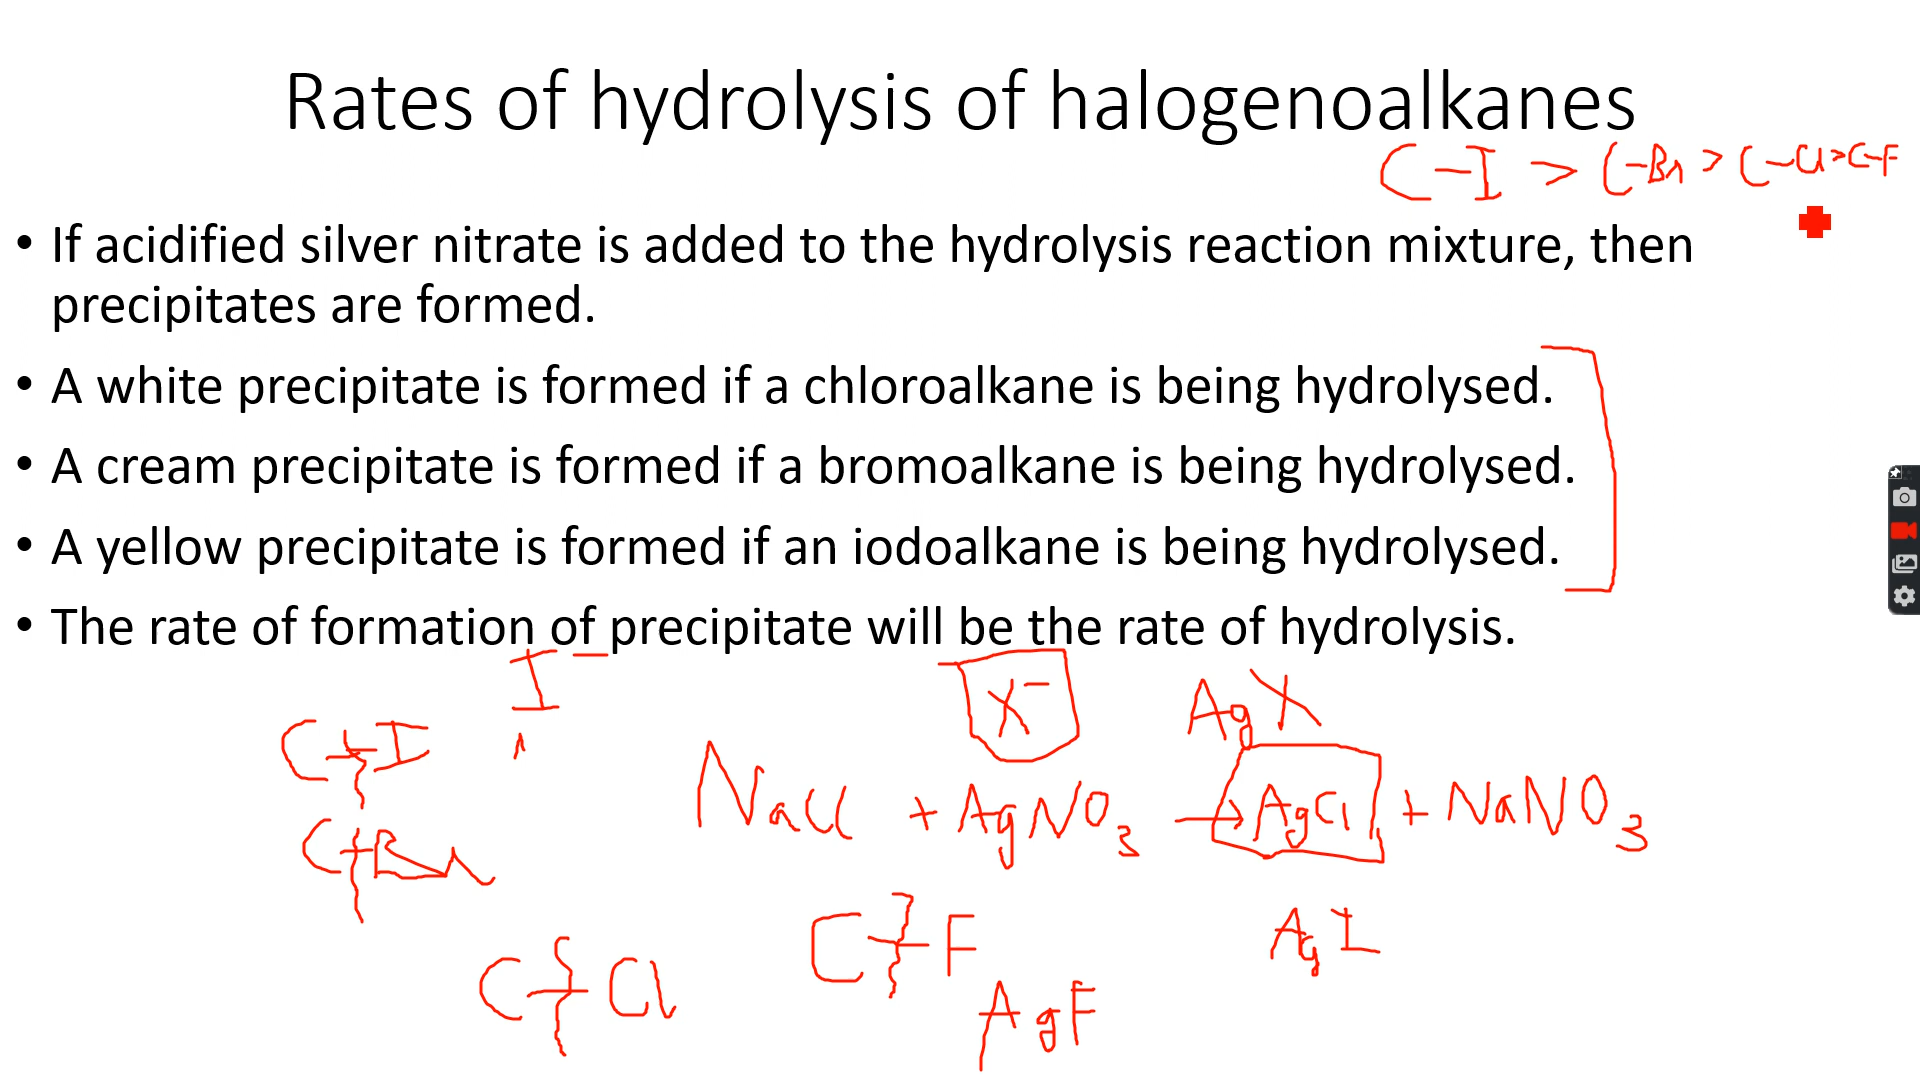 Rates of hydrolysis of halogenoalkanes
C-I > C-Br > C-Cl > C-F
• If acidified silver nitrate is added to the hydrolysis reaction mixture, then
precipitates are formed.
• A white precipitate is formed if a chloroalkane is being hydrolysed.
• A cream precipitate is formed if a bromoalkane is being hydrolysed.
• A yellow precipitate is formed if an iodoalkane is being hydrolysed.
• The rate of formation of precipitate will be the rate of hydrolysis.
I⁻
X⁻
AgX
C-I
NaCl + AgNO₃ → AgCl + NaNO₃
C-Br
C-F
AgI
C-Cl
AgF